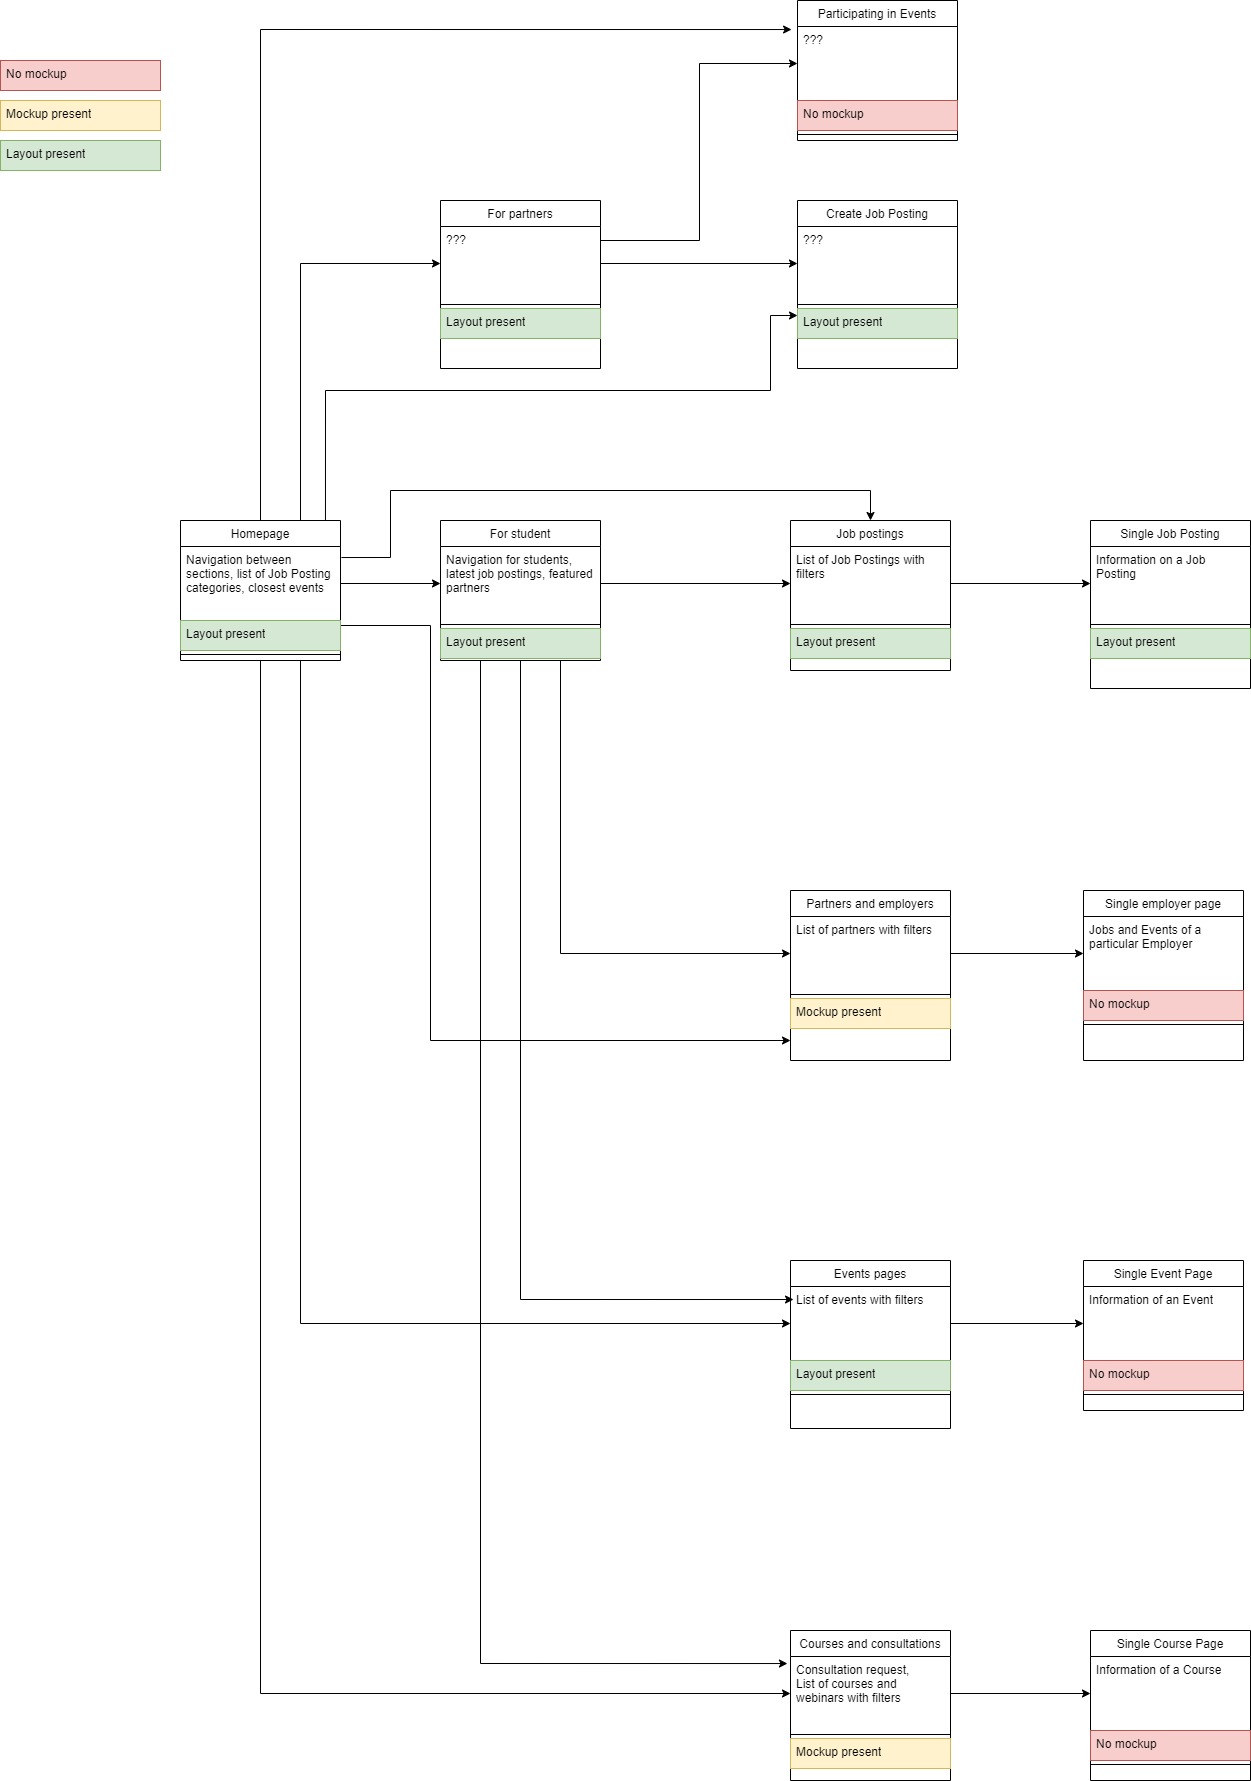 Participating in Events
???
No mockup
No mockup
Mockup present
Layout present
For partners
???
Layout present
Create Job Posting
???
Layout present
Homepage
Navigation between
sections, list of Job Posting
categories, closest events
Layout present
For student
Navigation for students,
latest job postings, featured
partners
Layout present
Job postings
List of Job Postings with
filters
Layout present
Single Job Posting
Information on a Job
Posting
Layout present
Partners and employers
List of partners with filters
Mockup present
Single employer page
Jobs and Events of a
particular Employer
No mockup
Events pages
List of events with filters
Layout present
Single Event Page
Information of an Event
No mockup
Courses and consultations
Consultation request,
List of courses and
webinars with filters
Mockup present
Single Course Page
Information of a Course
No mockup